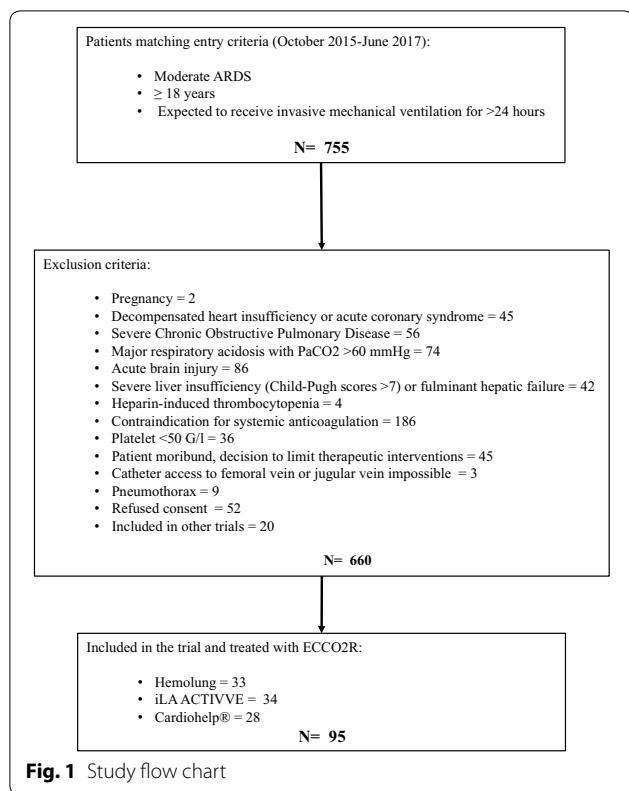 Patients matching entry criteria (October 2015-June 2017):
• Moderate ARDS
• ≥ 18 years
• Expected to receive invasive mechanical ventilation for >24 hours
N= 755
Exclusion criteria:
• Pregnancy = 2
• Decompensated heart insufficiency or acute coronary syndrome = 45
• Severe Chronic Obstructive Pulmonary Disease = 56
• Major respiratory acidosis with PaCO2 >60 mmHg = 74
• Acute brain injury = 86
• Severe liver insufficiency (Child-Pugh scores >7) or fulminant hepatic failure = 42
• Heparin-induced thrombocytopenia = 4
• Contraindication for systemic anticoagulation = 186
• Platelet <50 G/l = 36
• Patient moribund, decision to limit therapeutic interventions = 45
• Catheter access to femoral vein or jugular vein impossible = 3
• Pneumothorax = 9
• Refused consent = 52
• Included in other trials = 20
N= 660
Included in the trial and treated with ECCO2R:
• Hemolung = 33
• iLA ACTIVVE = 34
• Cardiohelp® = 28
N= 95
Fig. 1 Study flow chart